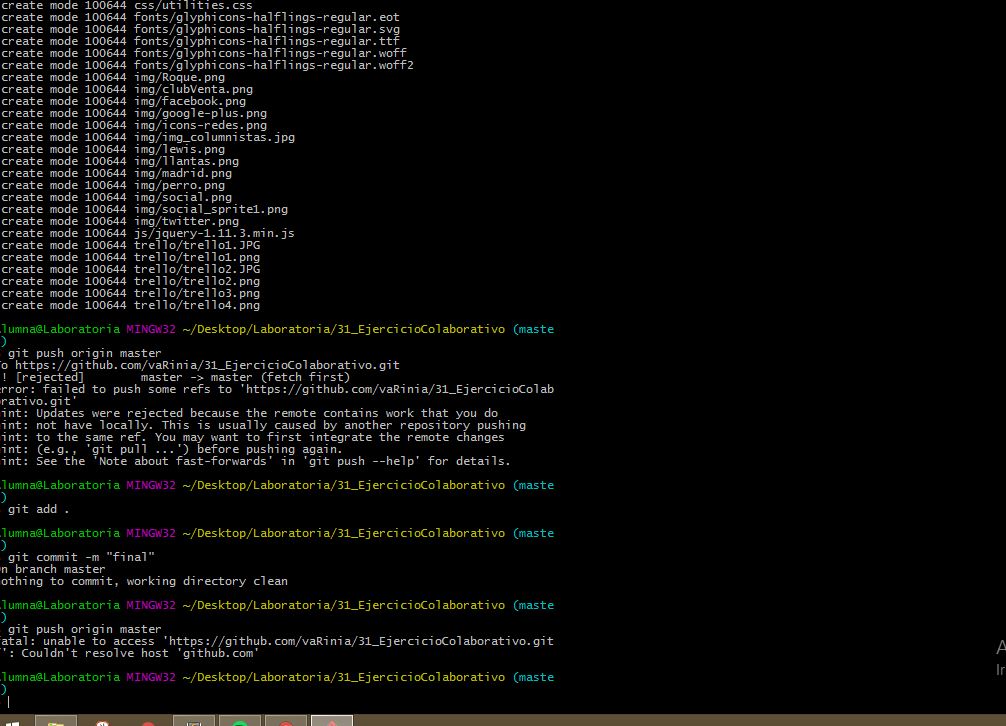 create mode 100644 css/utilities.css
create mode 100644 fonts/glyphicons-halflings-regular.eot
create mode 100644 fonts/glyphicons-halflings-regular.svg
create mode 100644 fonts/glyphicons-halflings-regular.ttf
create mode 100644 fonts/glyphicons-halflings-regular.woff
create mode 100644 fonts/glyphicons-halflings-regular.woff2
create mode 100644 img/Roque.png
create mode 100644 img/clubVenta.png
create mode 100644 img/facebook.png
create mode 100644 img/google-plus.png
create mode 100644 img/icons-redes.png
create mode 100644 img/img_columnistas.jpg
create mode 100644 img/lewis.png
create mode 100644 img/llantas.png
create mode 100644 img/madrid.png
create mode 100644 img/perro.png
create mode 100644 img/social.png
create mode 100644 img/social_sprite1.png
create mode 100644 img/twitter.png
create mode 100644 js/jquery-1.11.3.min.js
create mode 100644 trello/trello1.JPG
create mode 100644 trello/trello1.png
create mode 100644 trello/trello2.JPG
create mode 100644 trello/trello2.png
create mode 100644 trello/trello3.png
create mode 100644 trello/trello4.png
lumna@Laboratoria MINGW32 ~/Desktop/Laboratoria/31_EjercicioColaborativo (maste
)
git push origin master
o https://github.com/vaRinia/31_EjercicioColaborativo.git
! [rejected] master -> master (fetch first)
rror: failed to push some refs to 'https://github.com/vaRinia/31_EjercicioColab
orativo.git'
int: Updates were rejected because the remote contains work that you do
int: not have locally. This is usually caused by another repository pushing
int: to the same ref. You may want to first integrate the remote changes
int: (e.g., 'git pull ...') before pushing again.
int: See the 'Note about fast-forwards' in 'git push --help' for details.
lumna@Laboratoria MINGW32 ~/Desktop/Laboratoria/31_EjercicioColaborativo (maste
)
git add .
lumna@Laboratoria MINGW32 ~/Desktop/Laboratoria/31_EjercicioColaborativo (maste
)
git commit -m "final"
n branch master
othing to commit, working directory clean
lumna@Laboratoria MINGW32 ~/Desktop/Laboratoria/31_EjercicioColaborativo (maste
)
git push origin master
atal: unable to access 'https://github.com/vaRinia/31_EjercicioColaborativo.git
': Couldn't resolve host 'github.com'
lumna@Laboratoria MINGW32 ~/Desktop/Laboratoria/31_EjercicioColaborativo (maste
)